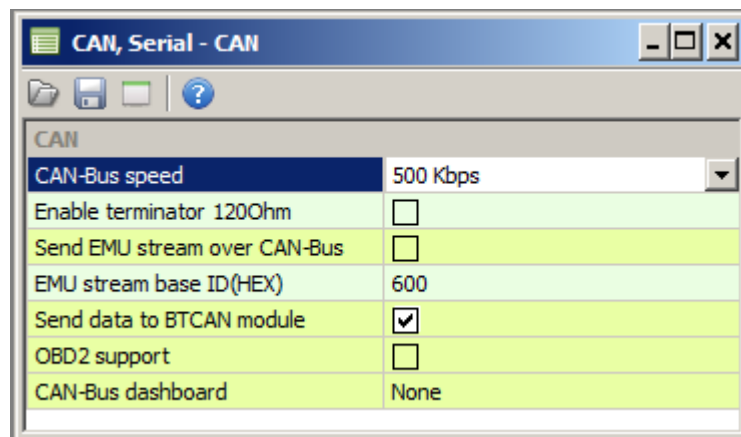 CAN, Serial - CAN
CAN
CAN-Bus speed 500 Kbps
Enable terminator 120Ohm
Send EMU stream over CAN-Bus
EMU stream base ID(HEX) 600
Send data to BTCAN module
OBD2 support
CAN-Bus dashboard None